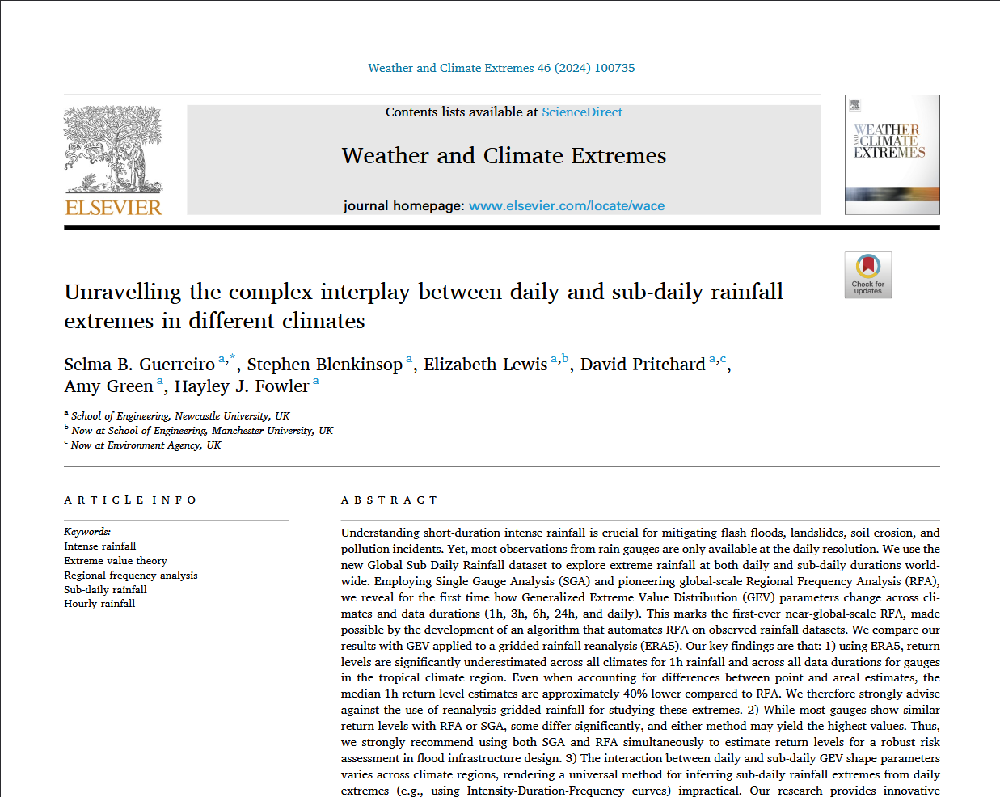 Weather and Climate Extremes 46 (2024) 100735
Contents lists available at ScienceDirect
Weather and Climate Extremes
journal homepage: www.elsevier.com/locate/wace
ELSEVIER
WEATHER
AND CLIMATE
EXTREMES
Check for
updates
Unravelling the complex interplay between daily and sub-daily rainfall
extremes in different climates
Selma B. Guerreiro a,*, Stephen Blenkinsop a, Elizabeth Lewis a,b, David Pritchard a,c,
Amy Green a, Hayley J. Fowler a
a School of Engineering, Newcastle University, UK
b Now at School of Engineering, Manchester University, UK
c Now at Environment Agency, UK
ARTICLE INFO
Keywords:
Intense rainfall
Extreme value theory
Regional frequency analysis
Sub-daily rainfall
Hourly rainfall
ABSTRACT
Understanding short-duration intense rainfall is crucial for mitigating flash floods, landslides, soil erosion, and
pollution incidents. Yet, most observations from rain gauges are only available at the daily resolution. We use the
new Global Sub Daily Rainfall dataset to explore extreme rainfall at both daily and sub-daily durations world-
wide. Employing Single Gauge Analysis (SGA) and pioneering global-scale Regional Frequency Analysis (RFA),
we reveal for the first time how Generalized Extreme Value Distribution (GEV) parameters change across cli-
mates and data durations (1h, 3h, 6h, 24h, and daily). This marks the first-ever near-global-scale RFA, made
possible by the development of an algorithm that automates RFA on observed rainfall datasets. We compare our
results with GEV applied to a gridded rainfall reanalysis (ERA5). Our key findings are that: 1) using ERA5, return
levels are significantly underestimated across all climates for 1h rainfall and across all data durations for gauges
in the tropical climate region. Even when accounting for differences between point and areal estimates, the
median 1h return level estimates are approximately 40% lower compared to RFA. We therefore strongly advise
against the use of reanalysis gridded rainfall for studying these extremes. 2) While most gauges show similar
return levels with RFA or SGA, some differ significantly, and either method may yield the highest values. Thus,
we strongly recommend using both SGA and RFA simultaneously to estimate return levels for a robust risk
assessment in flood infrastructure design. 3) The interaction between daily and sub-daily GEV shape parameters
varies across climate regions, rendering a universal method for inferring sub-daily rainfall extremes from daily
extremes (e.g., using Intensity-Duration-Frequency curves) impractical. Our research provides innovative